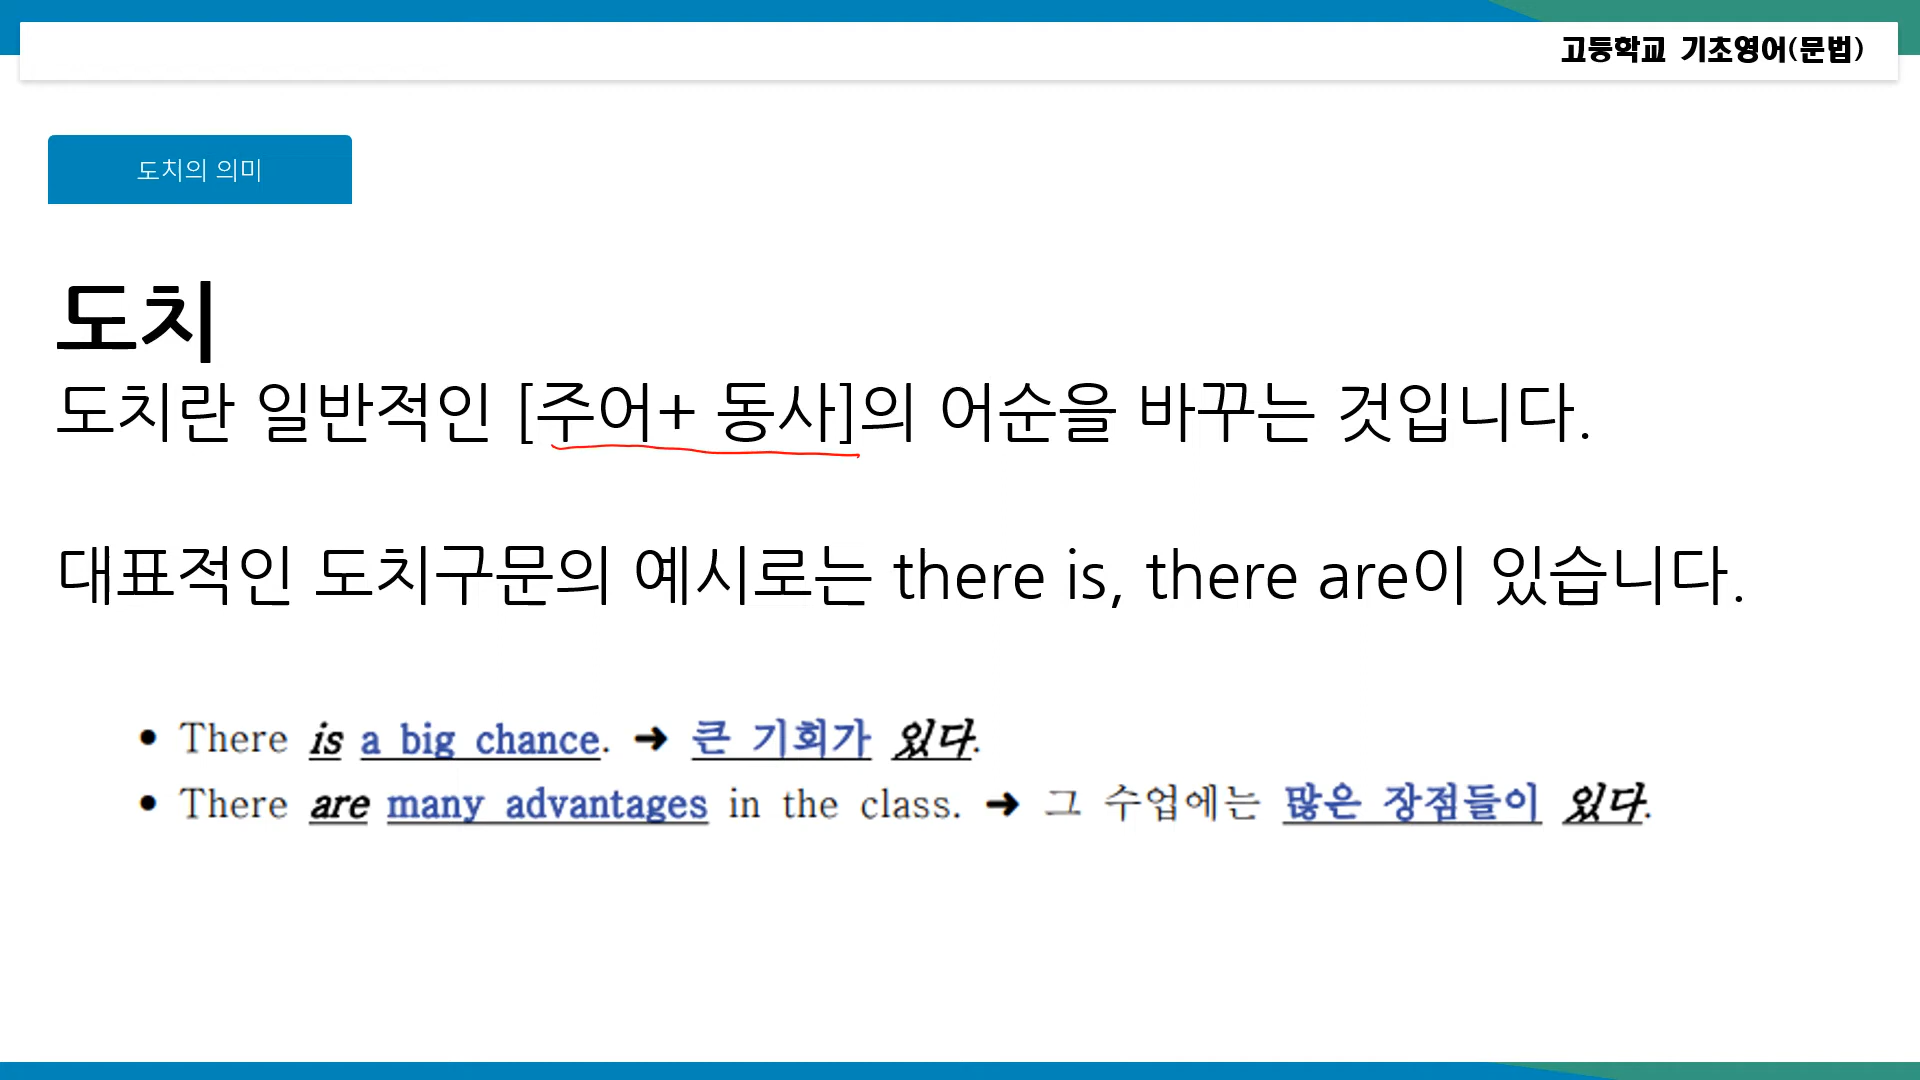 고등학교 기초영어(문법)
도치의 의미
도치
도치란 일반적인 [주어+ 동사]의 어순을 바꾸는 것입니다.
대표적인 도치구문의 예시로는 there is, there are이 있습니다.
• There is a big chance. ➜ 큰 기회가 있다.
• There are many advantages in the class. ➜ 그 수업에는 많은 장점들이 있다.